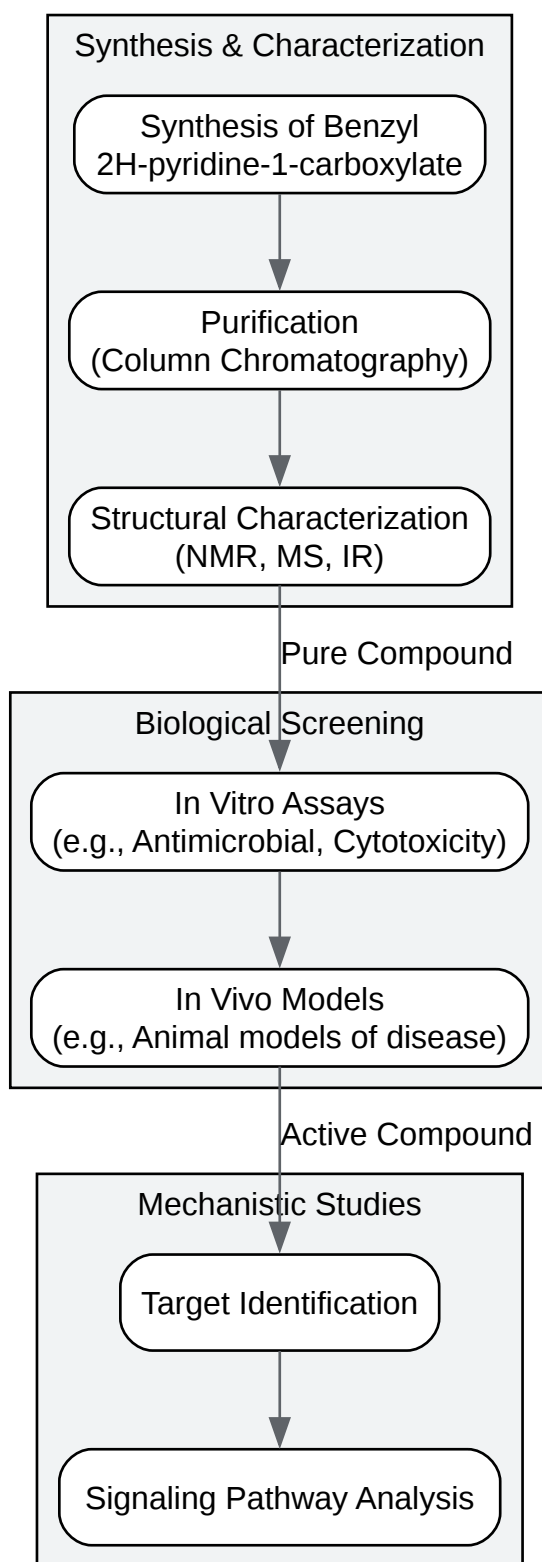 Synthesis & Characterization
Synthesis of Benzyl
2H-pyridine-1-carboxylate
Purification
(Column Chromatography)
Structural Characterization
(NMR, MS, IR)
Pure Compound
Biological Screening
In Vitro Assays
(e.g., Antimicrobial, Cytotoxicity)
In Vivo Models
(e.g., Animal models of disease)
Active Compound
Mechanistic Studies
Target Identification
Signaling Pathway Analysis